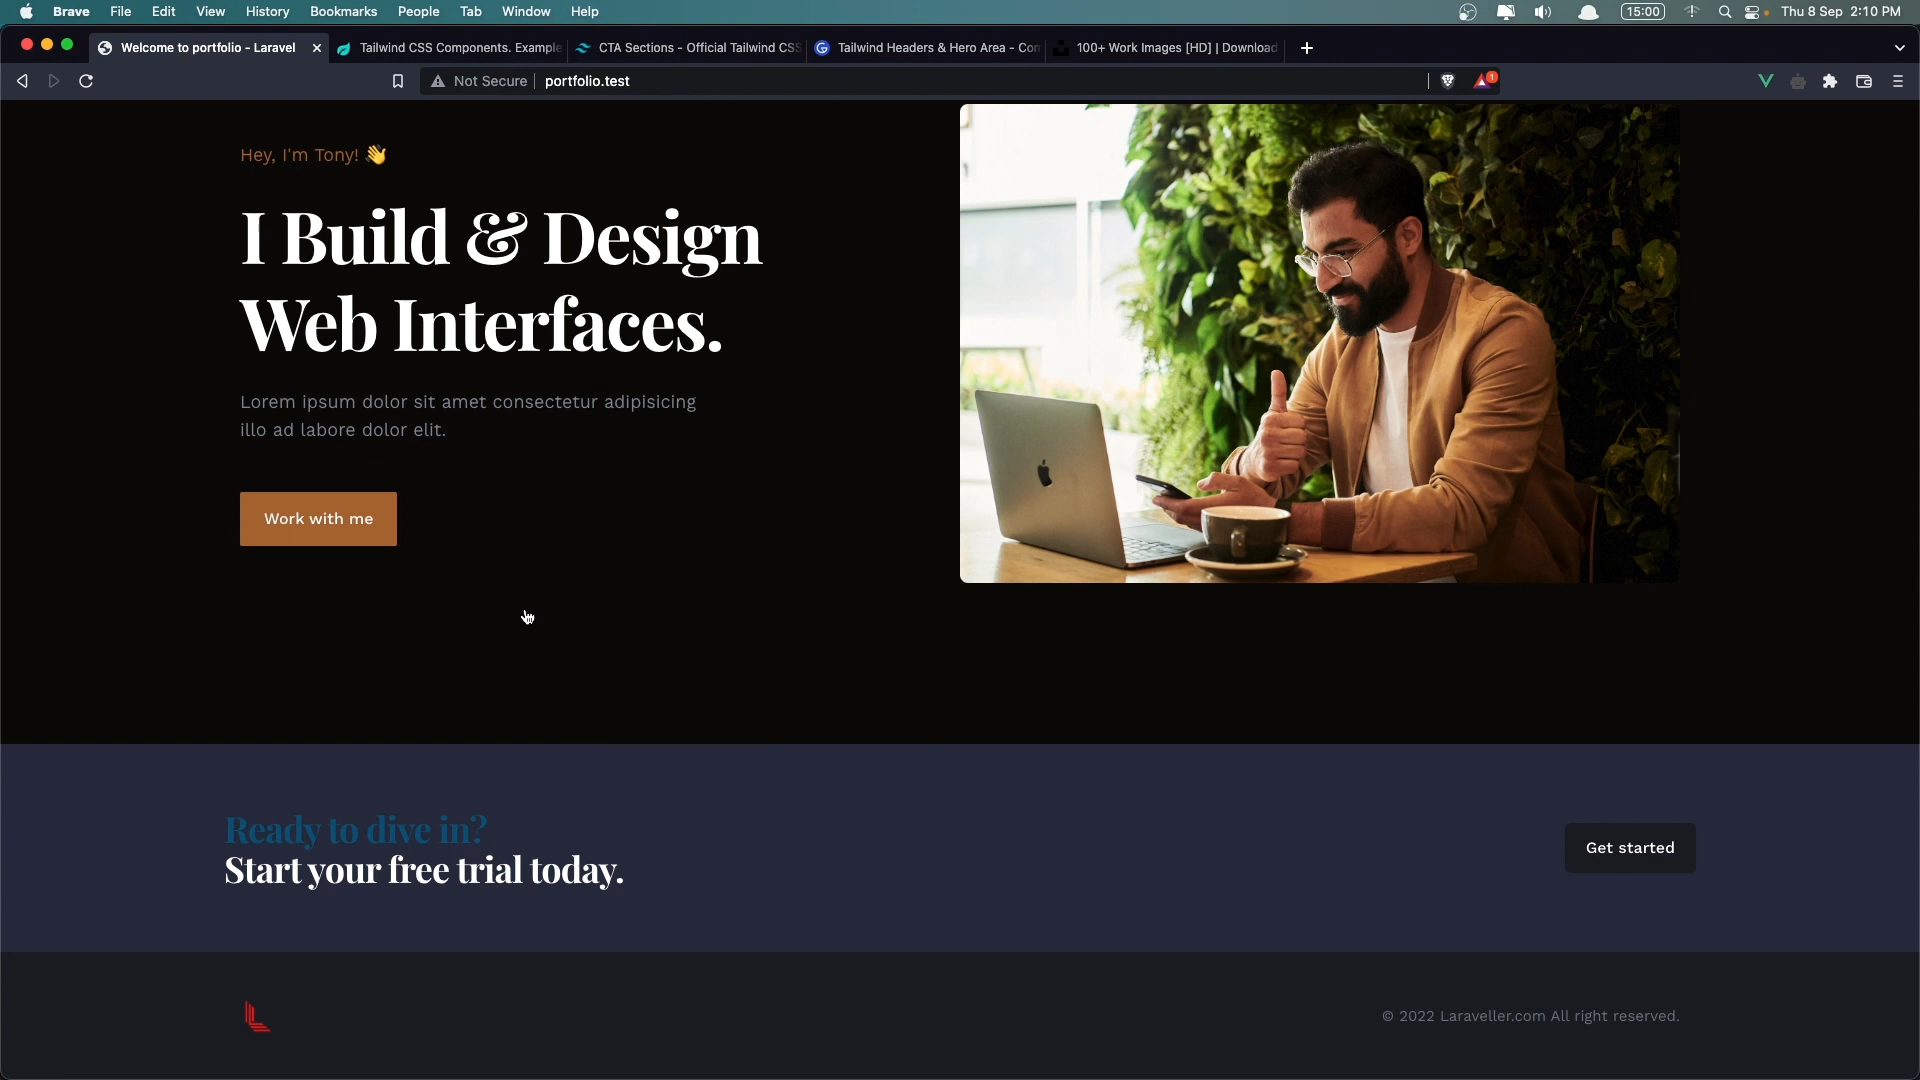 Brave File Edit View History Bookmarks People Tab Window Help 15:00 Thu 8 Sep 2:10 PM
Welcome to portfolio - Laravel Tailwind CSS Components. Example CTA Sections - Official Tailwind CSS Tailwind Headers & Hero Area - Con 100+ Work Images [HD] | Download
Not Secure portfolio.test 1
Hey, I'm Tony! 👋
I Build & Design
Web Interfaces.
Lorem ipsum dolor sit amet consectetur adipisicing
illo ad labore dolor elit.
Work with me
Ready to dive in?
Start your free trial today.
Get started
© 2022 Laraveller.com All right reserved.